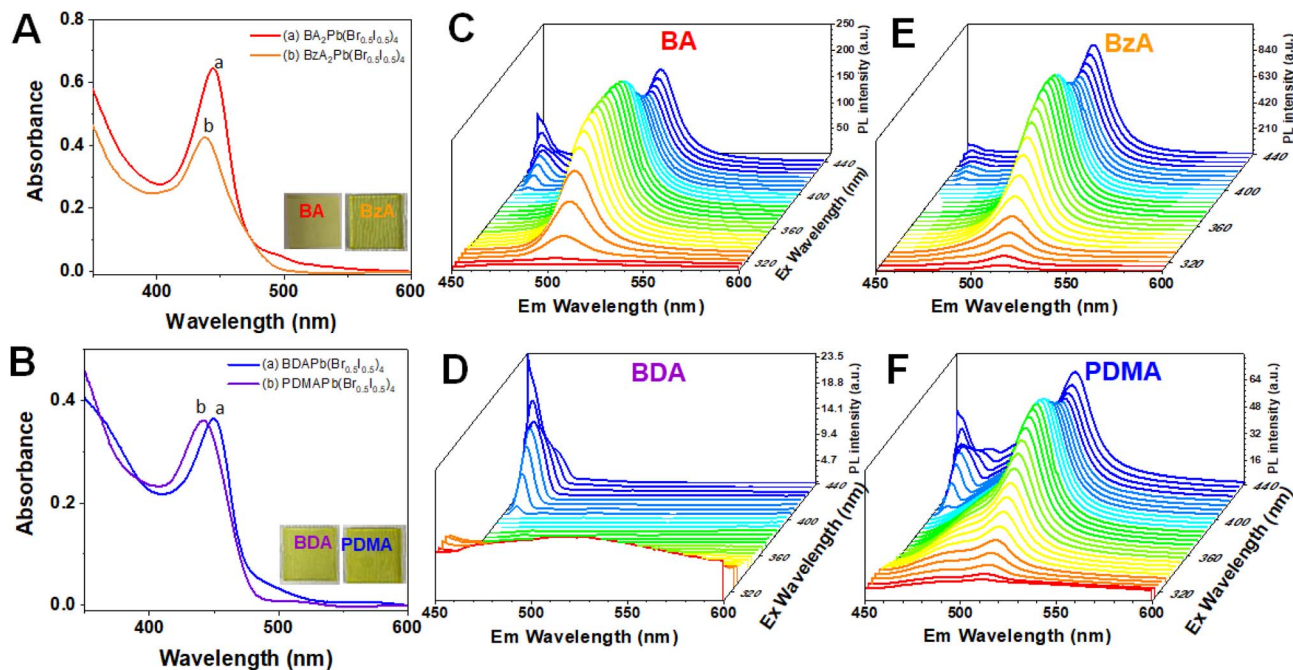 A
0.8
0.6
0.4
0.2
0.0
Absorbance
(a) BA₂Pb(Br₀.₅I₀.₅)₄
(b) BzA₂Pb(Br₀.₅I₀.₅)₄
a
b
BA
BzA
400
450
500
550
600
Wavelength (nm)
C
BA
250
200
150
100
50
PL intensity (a.u.)
440
400
360
320
Ex Wavelength (nm)
450
500
550
600
Em Wavelength (nm)
E
BzA
840
630
420
210
PL intensity (a.u.)
440
400
360
320
Ex Wavelength (nm)
450
500
550
600
Em Wavelength (nm)
B
0.4
0.2
0.0
Absorbance
(a) BDAPb(Br₀.₅I₀.₅)₄
(b) PDMAPb(Br₀.₅I₀.₅)₄
b
a
BDA
PDMA
400
450
500
550
600
Wavelength (nm)
D
BDA
23.5
18.8
14.1
9.4
4.7
PL intensity (a.u.)
440
400
360
320
Ex Wavelength (nm)
450
500
550
600
Em Wavelength (nm)
F
PDMA
64
48
32
16
PL intensity (a.u.)
440
400
360
320
Ex Wavelength (nm)
450
500
550
600
Em Wavelength (nm)